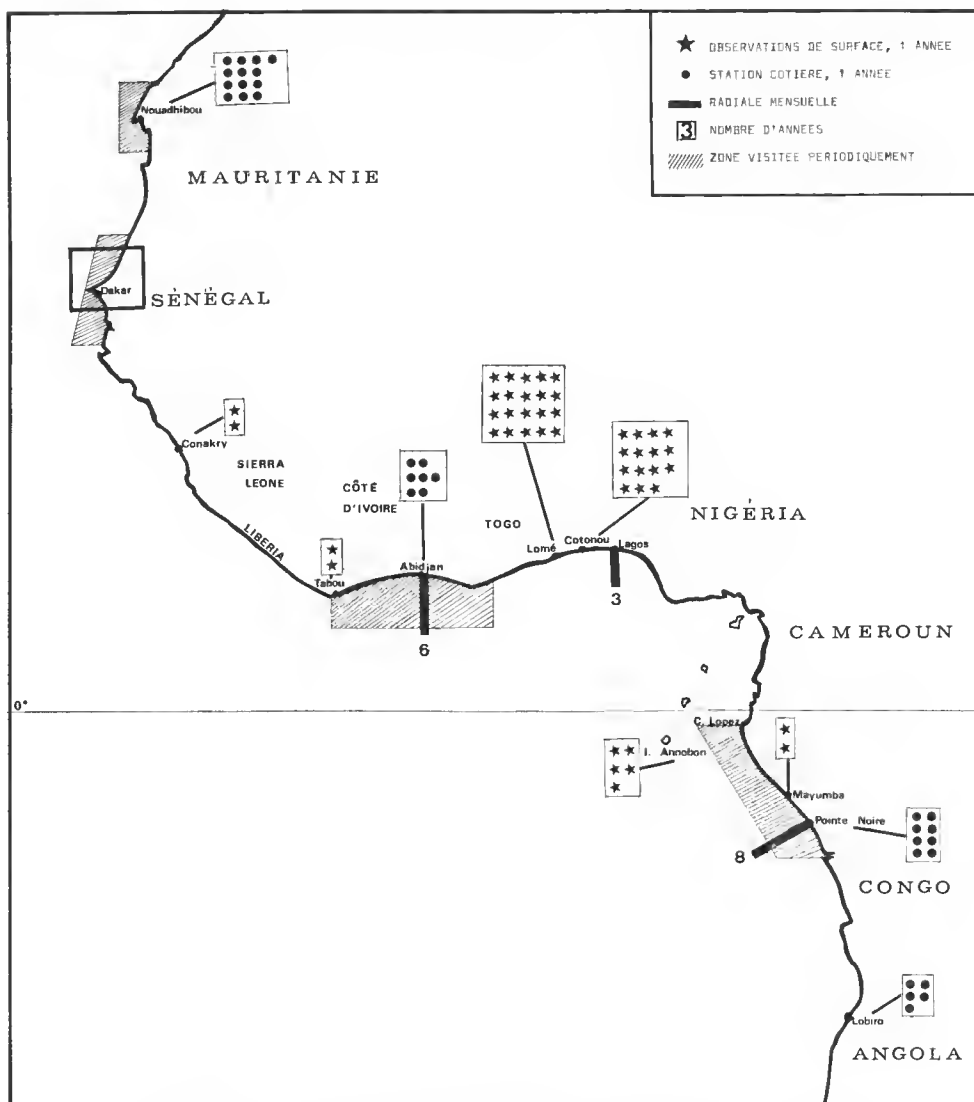 ★ OBSERVATIONS DE SURFACE, 1 ANNEE
● STATION COTIERE, 1 ANNEE
RADIALE MENSUELLE
3 NOMBRE D'ANNEES
ZONE VISITEE PERIODIQUEMENT
Nouadhibou
MAURITANIE
Dakar
SÉNÉGAL
Conakry
SIERRA
LEONE
CÔTÉ
D'IVOIRE
TOGO
NIGÉRIA
LIBERIA
Lomé
Cotonou
Lagos
Tabou
Abidjan
3
6
CAMEROUN
0°
C. Lopez
I. Annobon
Mayumba
Pointe Noire
8
CONGO
Lobito
ANGOLA